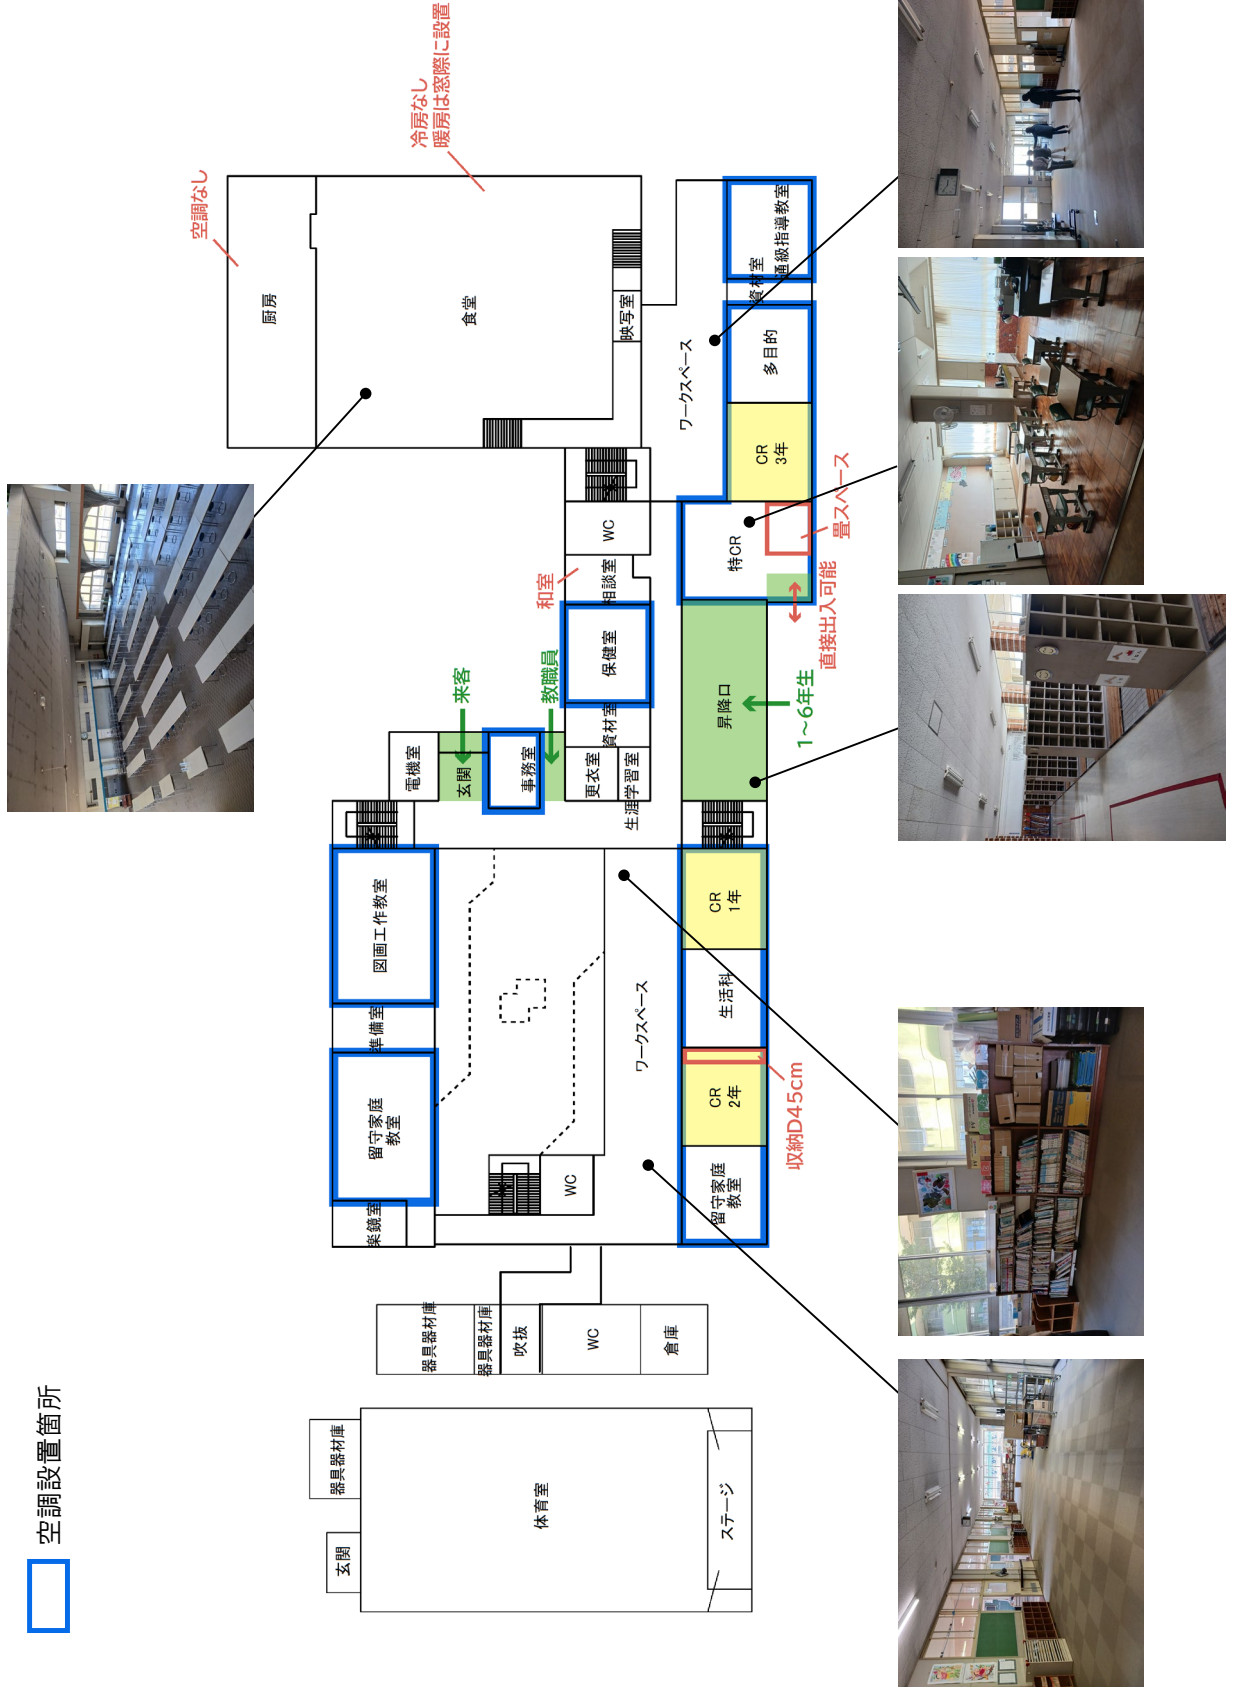 空調設置箇所
玄関
器具器材庫
体育室
ステージ
器具器材庫
器具器材庫
吹抜
WC
倉庫
楽鏡室
留守家庭
教室
準備室
図画工作教室
WC
ワークスペース
留守家庭
教室
CR
2年
収納D45cm
生活科
CR
1年
電機室
玄関
来客
事務室
教職員
更衣室
生涯学習室
資材室
保健室
相談室
和室
WC
昇降口
1〜6年生
直接出入可能
特CR
畳スペース
CR
3年
多目的
資材室
通級指導教室
ワークスペース
厨房
空調なし
食堂
冷房なし
暖房は窓際に設置
映写室